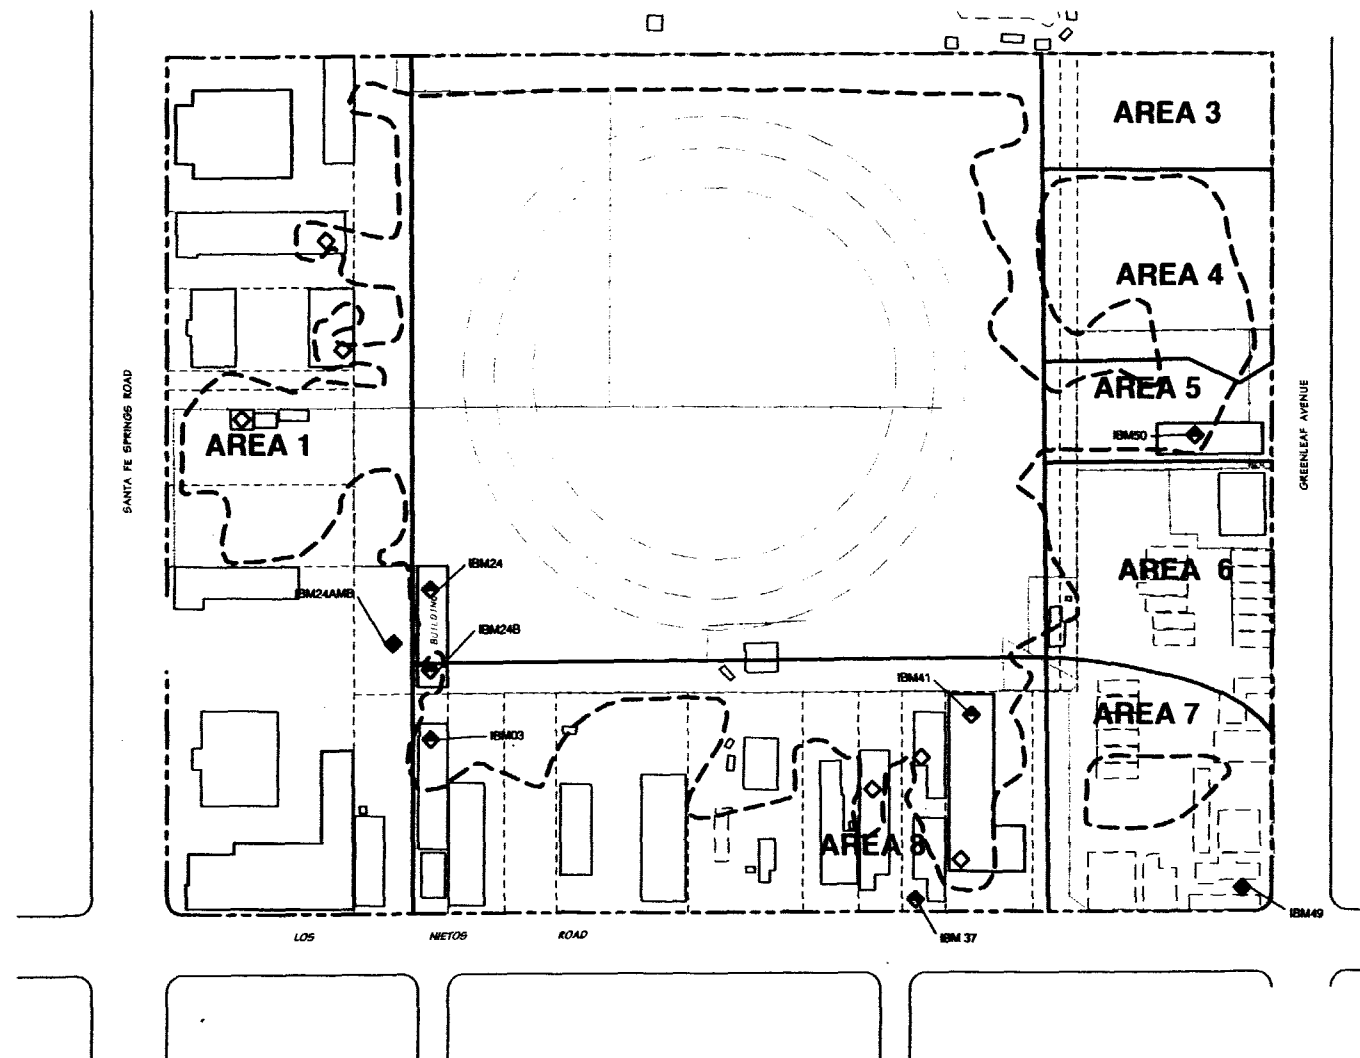 AREA 3
AREA 4
SANTA FE SPRINGS ROAD
AREA 5
GREENLEAF AVENUE
IBM50
AREA 1
IBM24
AREA 6
IBM24AMB
BUILDING
IBM24B
IBM41
AREA 7
IBM03
AREA 8
IBM49
LOS NIETOS ROAD
IBM 37